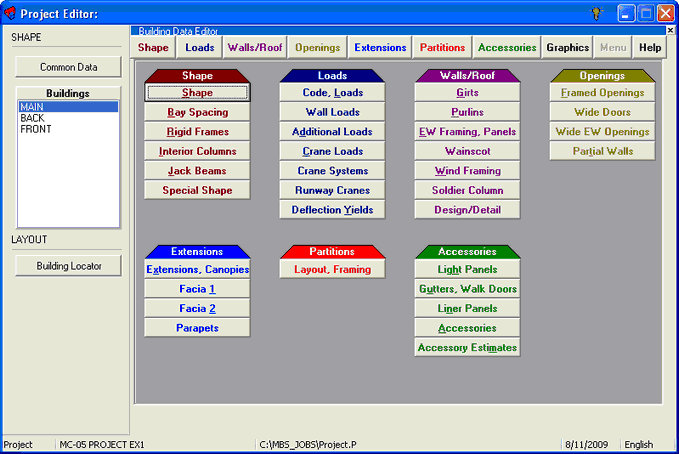 Project Editor:
SHAPE
Common Data
Buildings
MAIN
BACK
FRONT
LAYOUT
Building Locator
Building Data Editor
Shape Loads Walls/Roof Openings Extensions Partitions Accessories Graphics Menu Help
Shape
Shape
Bay Spacing
Rigid Frames
Interior Columns
Jack Beams
Special Shape
Loads
Code, Loads
Wall Loads
Additional Loads
Crane Loads
Crane Systems
Runway Cranes
Deflection Yields
Walls/Roof
Girts
Purlins
EW Framing, Panels
Wainscot
Wind Framing
Soldier Column
Design/Detail
Openings
Framed Openings
Wide Doors
Wide EW Openings
Partial Walls
Extensions
Extensions, Canopies
Facia 1
Facia 2
Parapets
Partitions
Layout, Framing
Accessories
Light Panels
Gutters, Walk Doors
Liner Panels
Accessories
Accessory Estimates
Project MC-05 PROJECT EX1 C:\MBS_JOBS\Project.P 8/11/2009 English